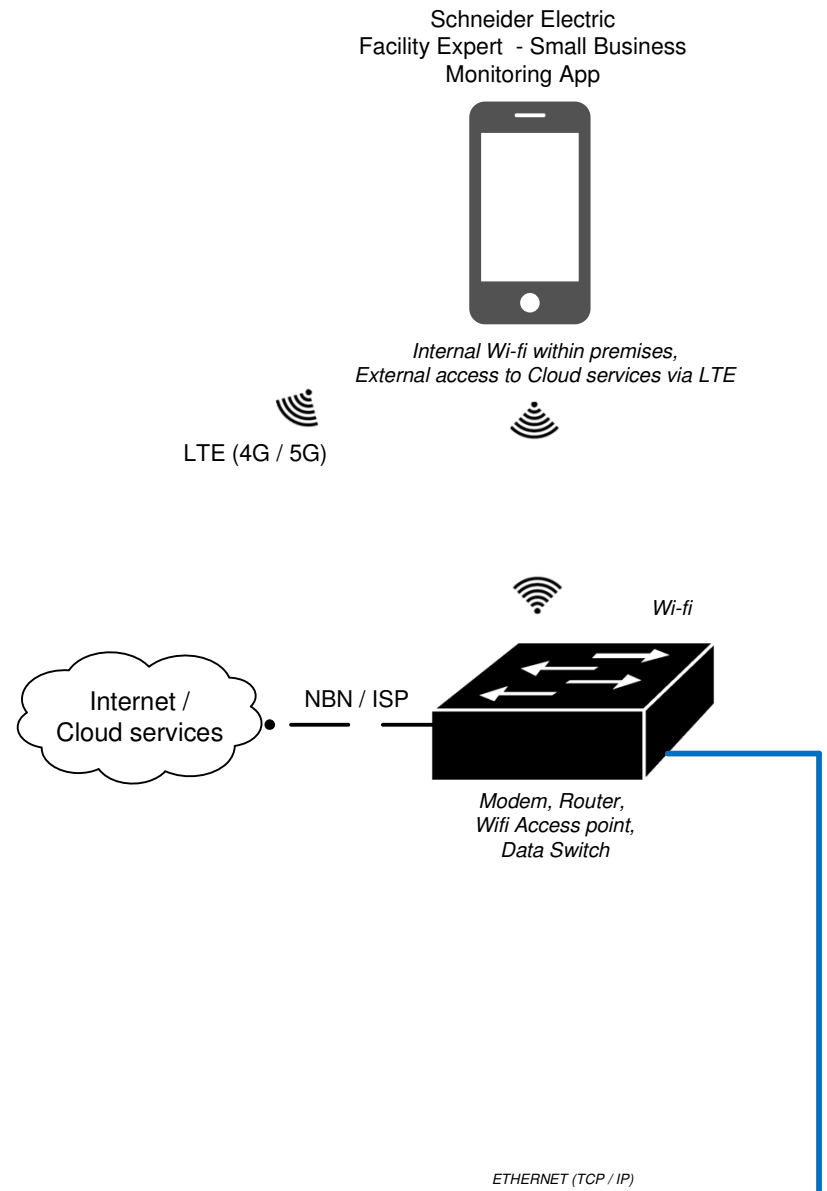 Schneider Electric
Facility Expert - Small Business
Monitoring App
Internal Wi-fi within premises,
External access to Cloud services via LTE
LTE (4G / 5G)
Wi-fi
Internet /
Cloud services
NBN / ISP
Modem, Router,
Wifi Access point,
Data Switch
ETHERNET (TCP / IP)